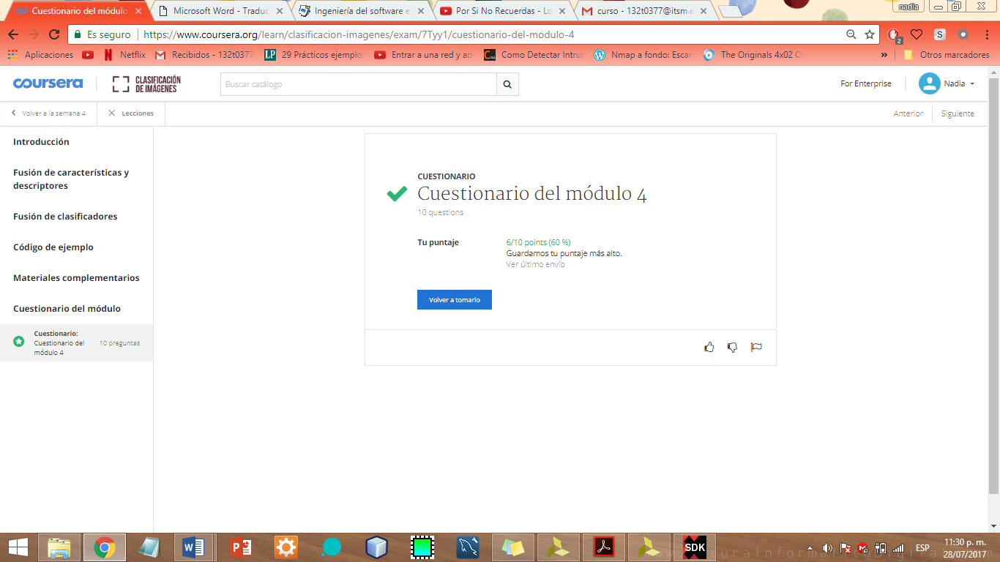 Cuestionario del módulo
Microsoft Word - Traduc
Ingeniería del software e
Por Si No Recuerdas - Lo
curso - 132t0377@itsm.e
nadia
Es seguro
https://www.coursera.org/learn/clasificacion-imagenes/exam/7Tyy1/cuestionario-del-modulo-4
2
S
Aplicaciones
Netflix
Recibidos - 132t0377
LP
29 Prácticos ejemplo
Entrar a una red y ad
Como Detectar Intrus
Nmap a fondo: Escan
The Originals 4x02 O
»
Otros marcadores
coursera
CLASIFICACIÓN
DE IMÁGENES
Buscar catálogo
For Enterprise
Nadia
Volver a la semana 4
Lecciones
Anterior
Siguiente
Introducción
Fusión de características y
descriptores
Fusión de clasificadores
Código de ejemplo
Materiales complementarios
Cuestionario del módulo
Cuestionario:
Cuestionario del
módulo 4
10 preguntas
CUESTIONARIO
Cuestionario del módulo 4
10 questions
Tu puntaje
6/10 points (60 %)
Guardamos tu puntaje más alto.
Ver último envío
Volver a tomarlo
SDK
ESP
11:30 p. m.
28/07/2017